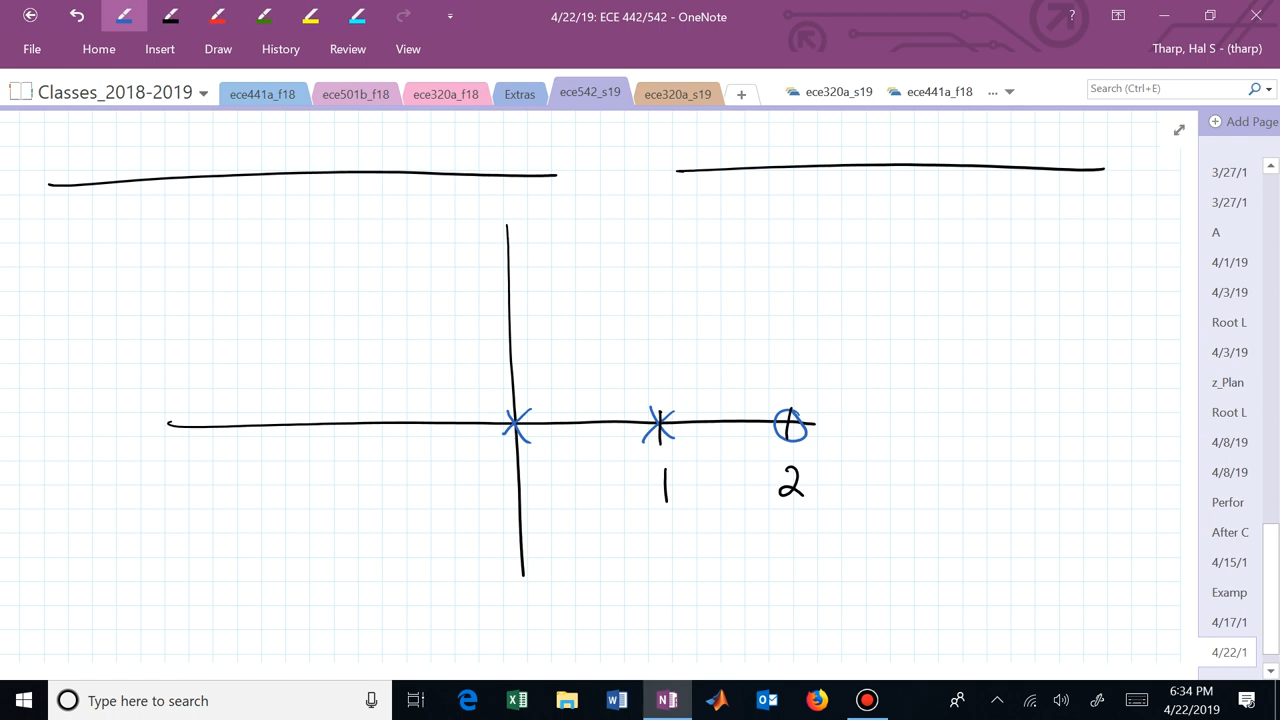 4/22/19: ECE 442/542 - OneNote
?
File Home Insert Draw History Review View
Tharp, Hal S - (tharp)
Classes_2018-2019
ece441a_f18 ece501b_f18 ece320a_f18 Extras ece542_s19 ece320a_s19 + ece320a_s19 ece441a_f18 ...
Search (Ctrl+E)
Add Page
3/27/1
3/27/1
A
4/1/19
4/3/19
Root L
4/3/19
z_Plan
Root L
4/8/19
4/8/19
Perfor
After C
4/15/1
Examp
4/17/1
4/22/1
1 2
Type here to search
6:34 PM
4/22/2019